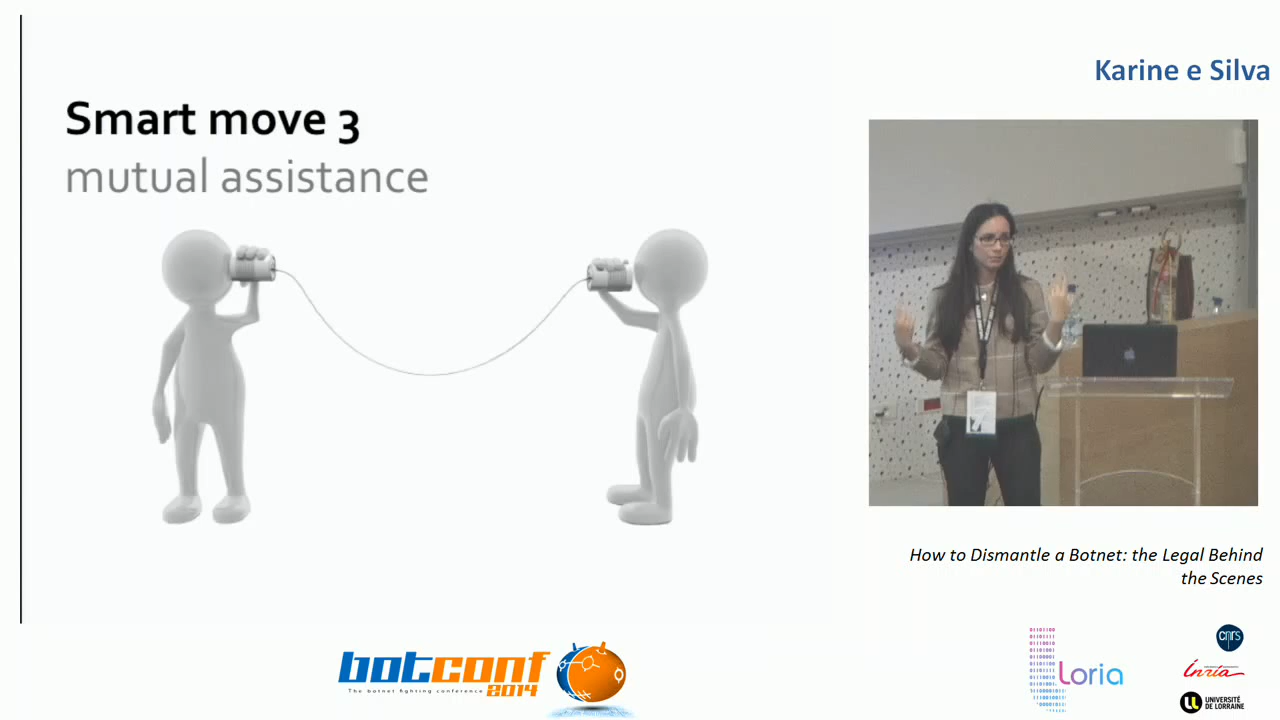 Smart move 3
mutual assistance
Karine e Silva
How to Dismantle a Botnet: the Legal Behind
the Scenes
botconf
2014
The botnet fighting conference
Loria
cnrs
Inria
UNIVERSITÉ
DE LORRAINE